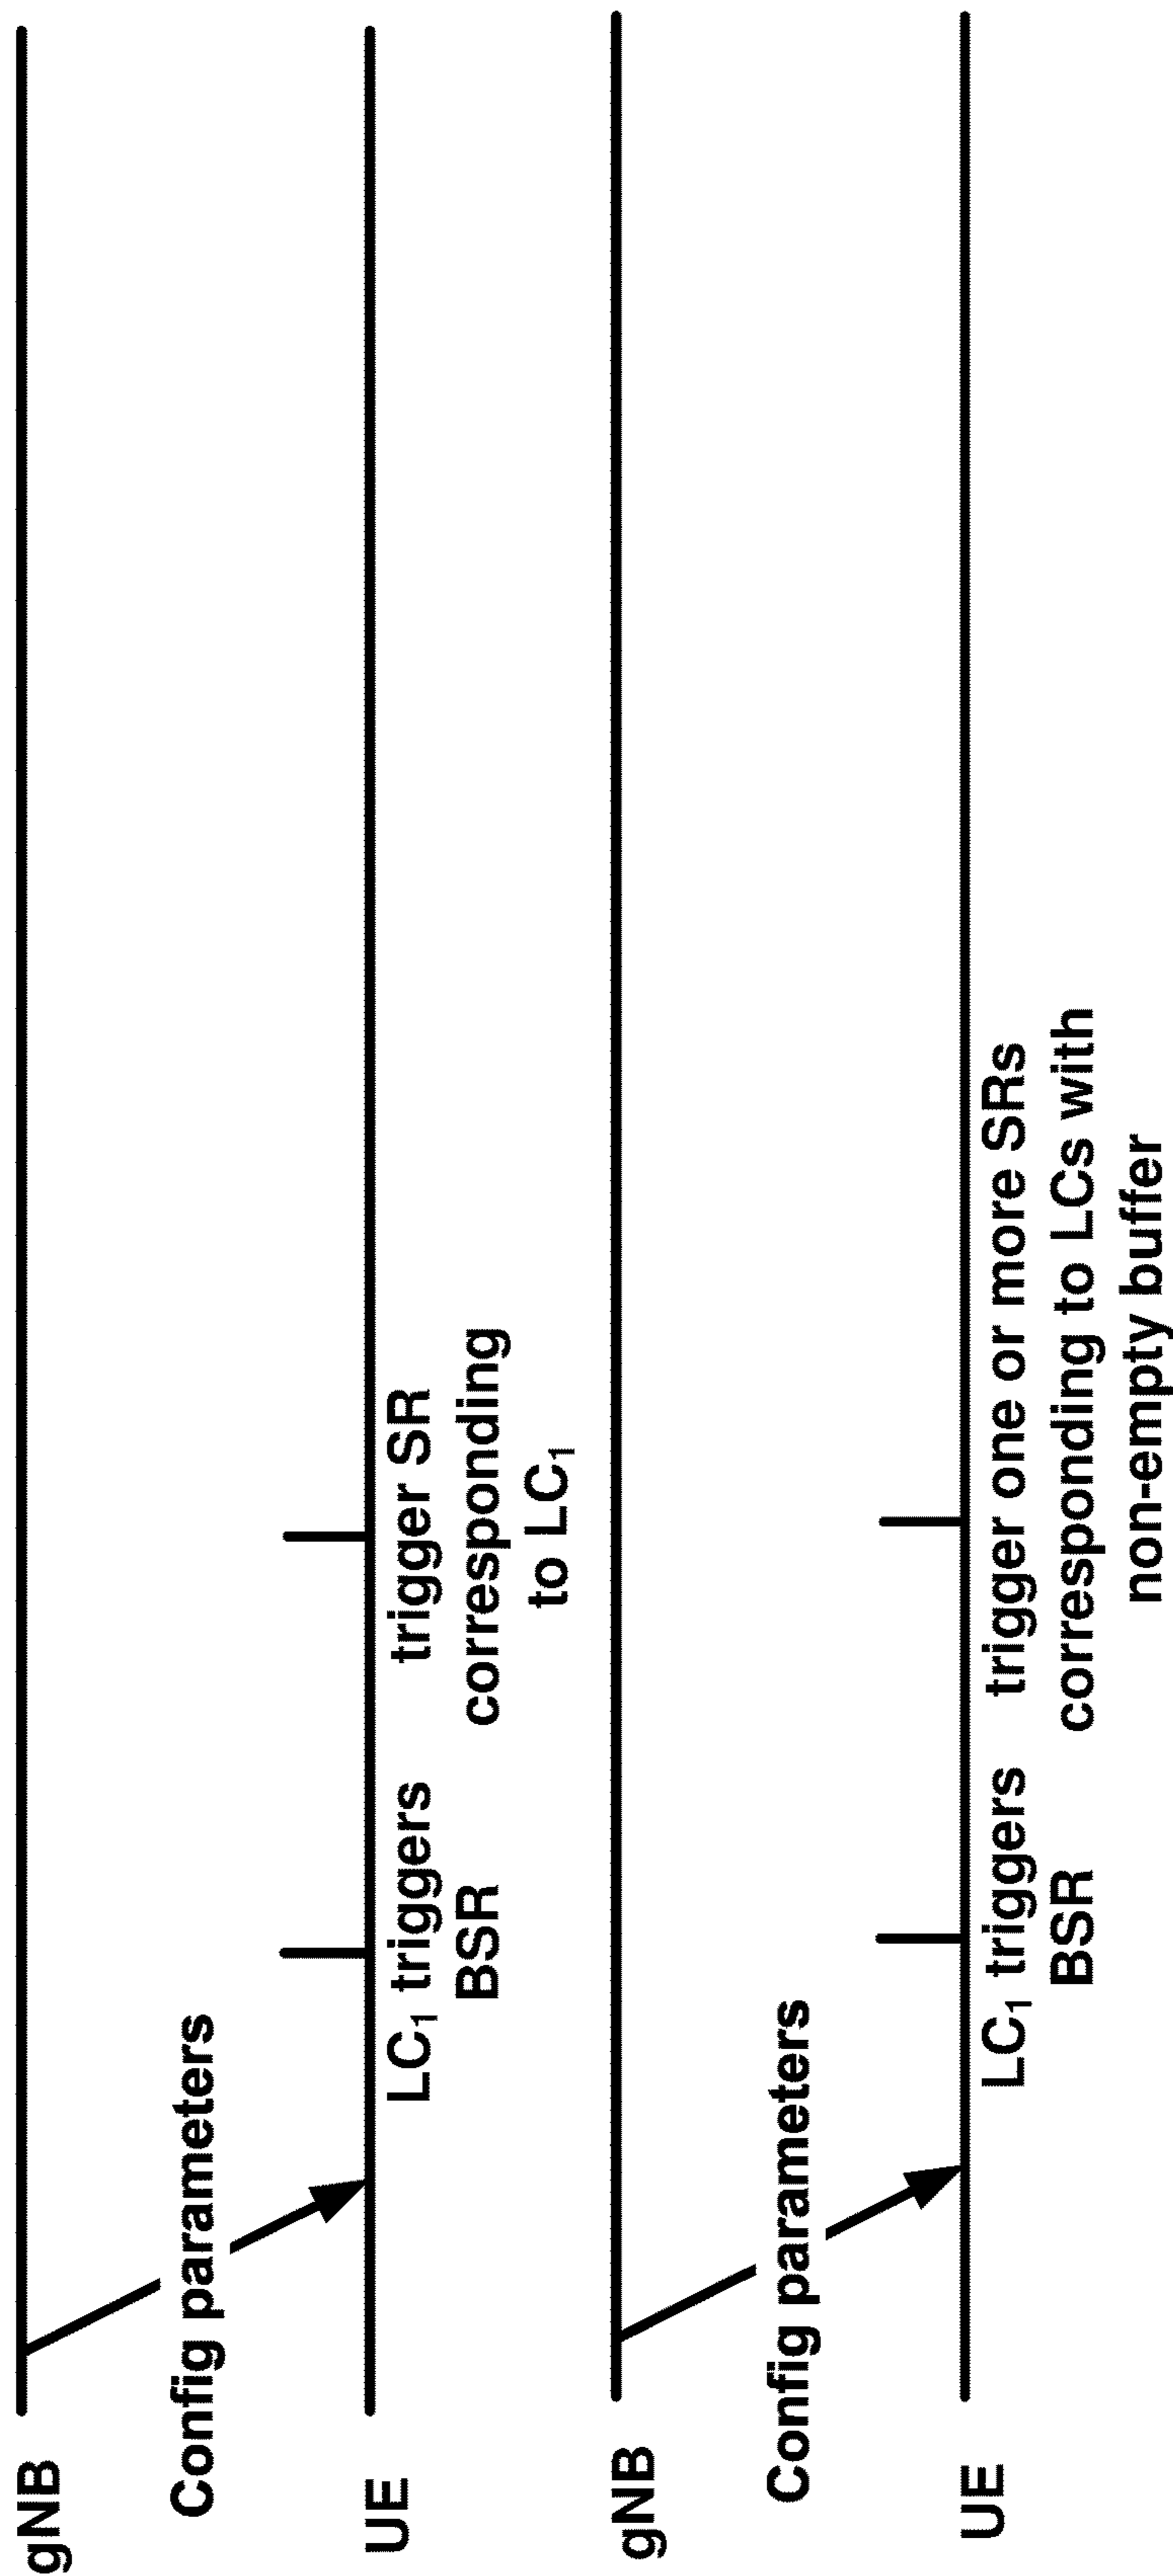 gNB
Config parameters
UE
LC₁ triggers
BSR
trigger SR
corresponding
to LC₁
gNB
Config parameters
UE
LC₁ triggers
BSR
trigger one or more SRs
corresponding to LCs with
non-empty buffer